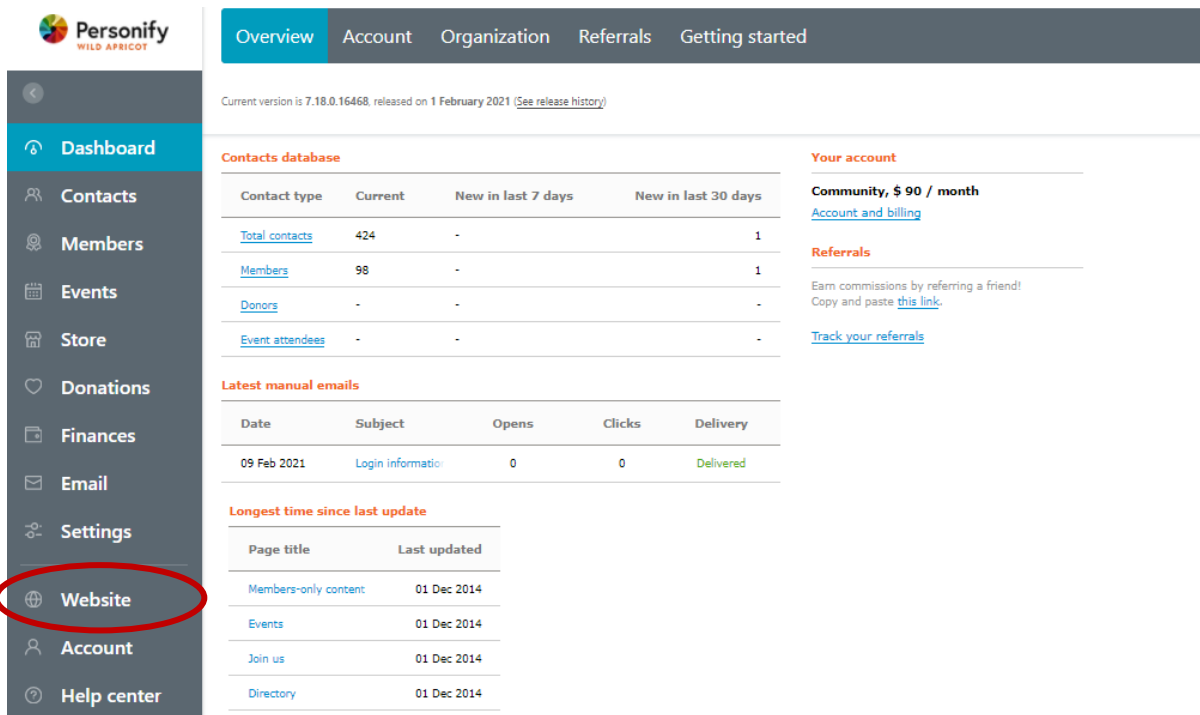 Personify
WILD APRICOT
Overview Account Organization Referrals Getting started
Current version is 7.18.0.16468, released on 1 February 2021 (See release history)
Dashboard
Contacts
Members
Events
Store
Donations
Finances
Email
Settings
Website
Account
Help center
Contacts database
Contact type Current New in last 7 days New in last 30 days
Total contacts 424 - 1
Members 98 - 1
Donors - - -
Event attendees - - -
Latest manual emails
Date Subject Opens Clicks Delivery
09 Feb 2021 Login information 0 0 Delivered
Longest time since last update
Page title Last updated
Members-only content 01 Dec 2014
Events 01 Dec 2014
Join us 01 Dec 2014
Directory 01 Dec 2014
Your account
Community, $ 90 / month
Account and billing
Referrals
Earn commissions by referring a friend!
Copy and paste this link.
Track your referrals